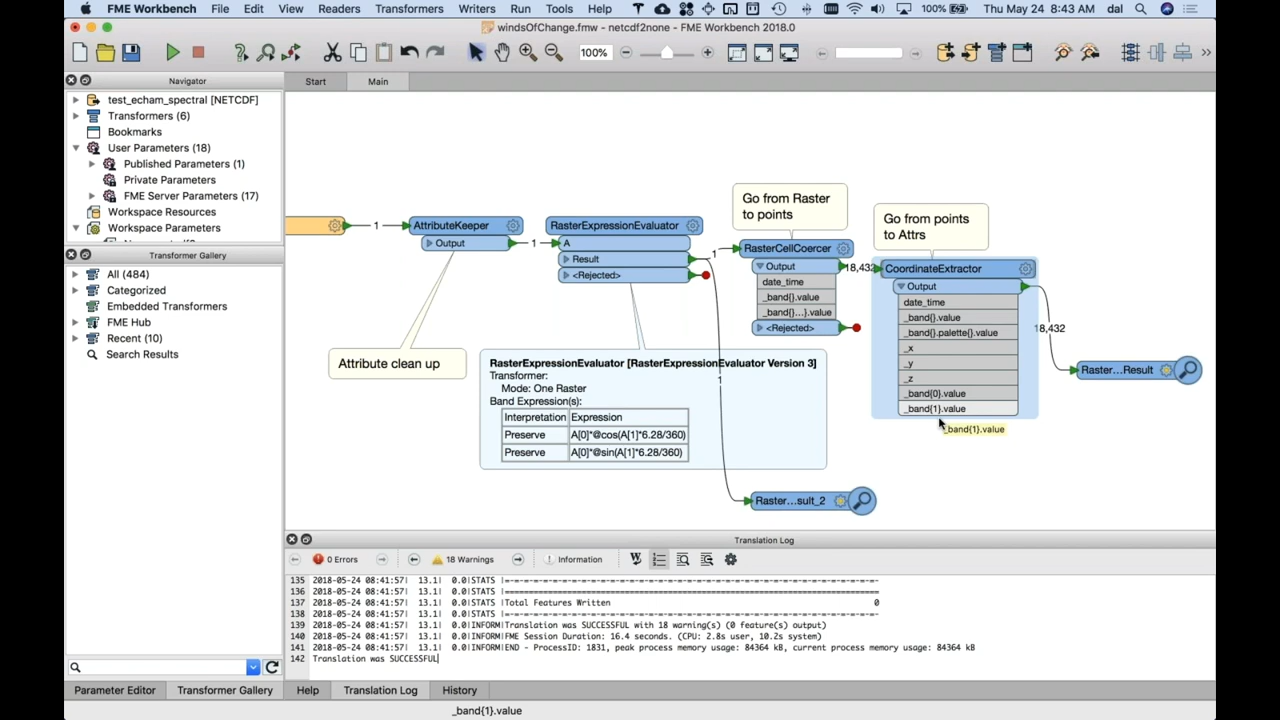 FME Workbench File Edit View Readers Transformers Writers Run Tools Help 100% Thu May 24 8:43 AM dal
windsOfChange.fmw - netcdf2none - FME Workbench 2018.0
100%
Navigator
Start Main
test_echam_spectral [NETCDF]
Transformers (6)
Bookmarks
User Parameters (18)
Published Parameters (1)
Private Parameters
FME Server Parameters (17)
Workspace Resources
Workspace Parameters
Transformer Gallery
All (484)
Categorized
Embedded Transformers
FME Hub
Recent (10)
Search Results
1
AttributeKeeper
Output
1
Attribute clean up
RasterExpressionEvaluator
A
Result
<Rejected>
1
1
RasterExpressionEvaluator [RasterExpressionEvaluator Version 3]
Transformer:
Mode: One Raster
Band Expression(s):
Interpretation Expression
Preserve A[0]*@cos(A[1]*6.28/360)
Preserve A[0]*@sin(A[1]*6.28/360)
Go from Raster
to points
RasterCellCoercer
Output
date_time
_band{}.value
_band{}...}.value
<Rejected>
18,432
Go from points
to Attrs
CoordinateExtractor
Output
date_time
_band{}.value
_band{}.palette{}.value
_x
_y
_z
_band{0}.value
_band{1}.value
_band{1}.value
18,432
Raster...Result
Raster...sult_2
Translation Log
0 Errors 18 Warnings Information
135 2018-05-24 08:41:57| 13.1| 0.0|STATS |=-=-=-=-=-=-=-=-=-=-=-=-=-=-=-=-=-=-=-=-=-=-=-=-=-=-=-=-=-=-=-=-=-=-=-=-=-=-
136 2018-05-24 08:41:57| 13.1| 0.0|STATS |==============================================================================
137 2018-05-24 08:41:57| 13.1| 0.0|STATS |Total Features Written 0
138 2018-05-24 08:41:57| 13.1| 0.0|STATS |=-=-=-=-=-=-=-=-=-=-=-=-=-=-=-=-=-=-=-=-=-=-=-=-=-=-=-=-=-=-=-=-=-=-=-=-=-=-
139 2018-05-24 08:41:57| 13.1| 0.0|INFORM|Translation was SUCCESSFUL with 18 warning(s) (0 feature(s) output)
140 2018-05-24 08:41:57| 13.1| 0.0|INFORM|FME Session Duration: 16.4 seconds. (CPU: 2.8s user, 10.2s system)
141 2018-05-24 08:41:57| 13.1| 0.0|INFORM|END - ProcessID: 1831, peak process memory usage: 84364 kB, current process memory usage: 84364 kB
142 Translation was SUCCESSFUL
Parameter Editor Transformer Gallery Help Translation Log History
_band{1}.value